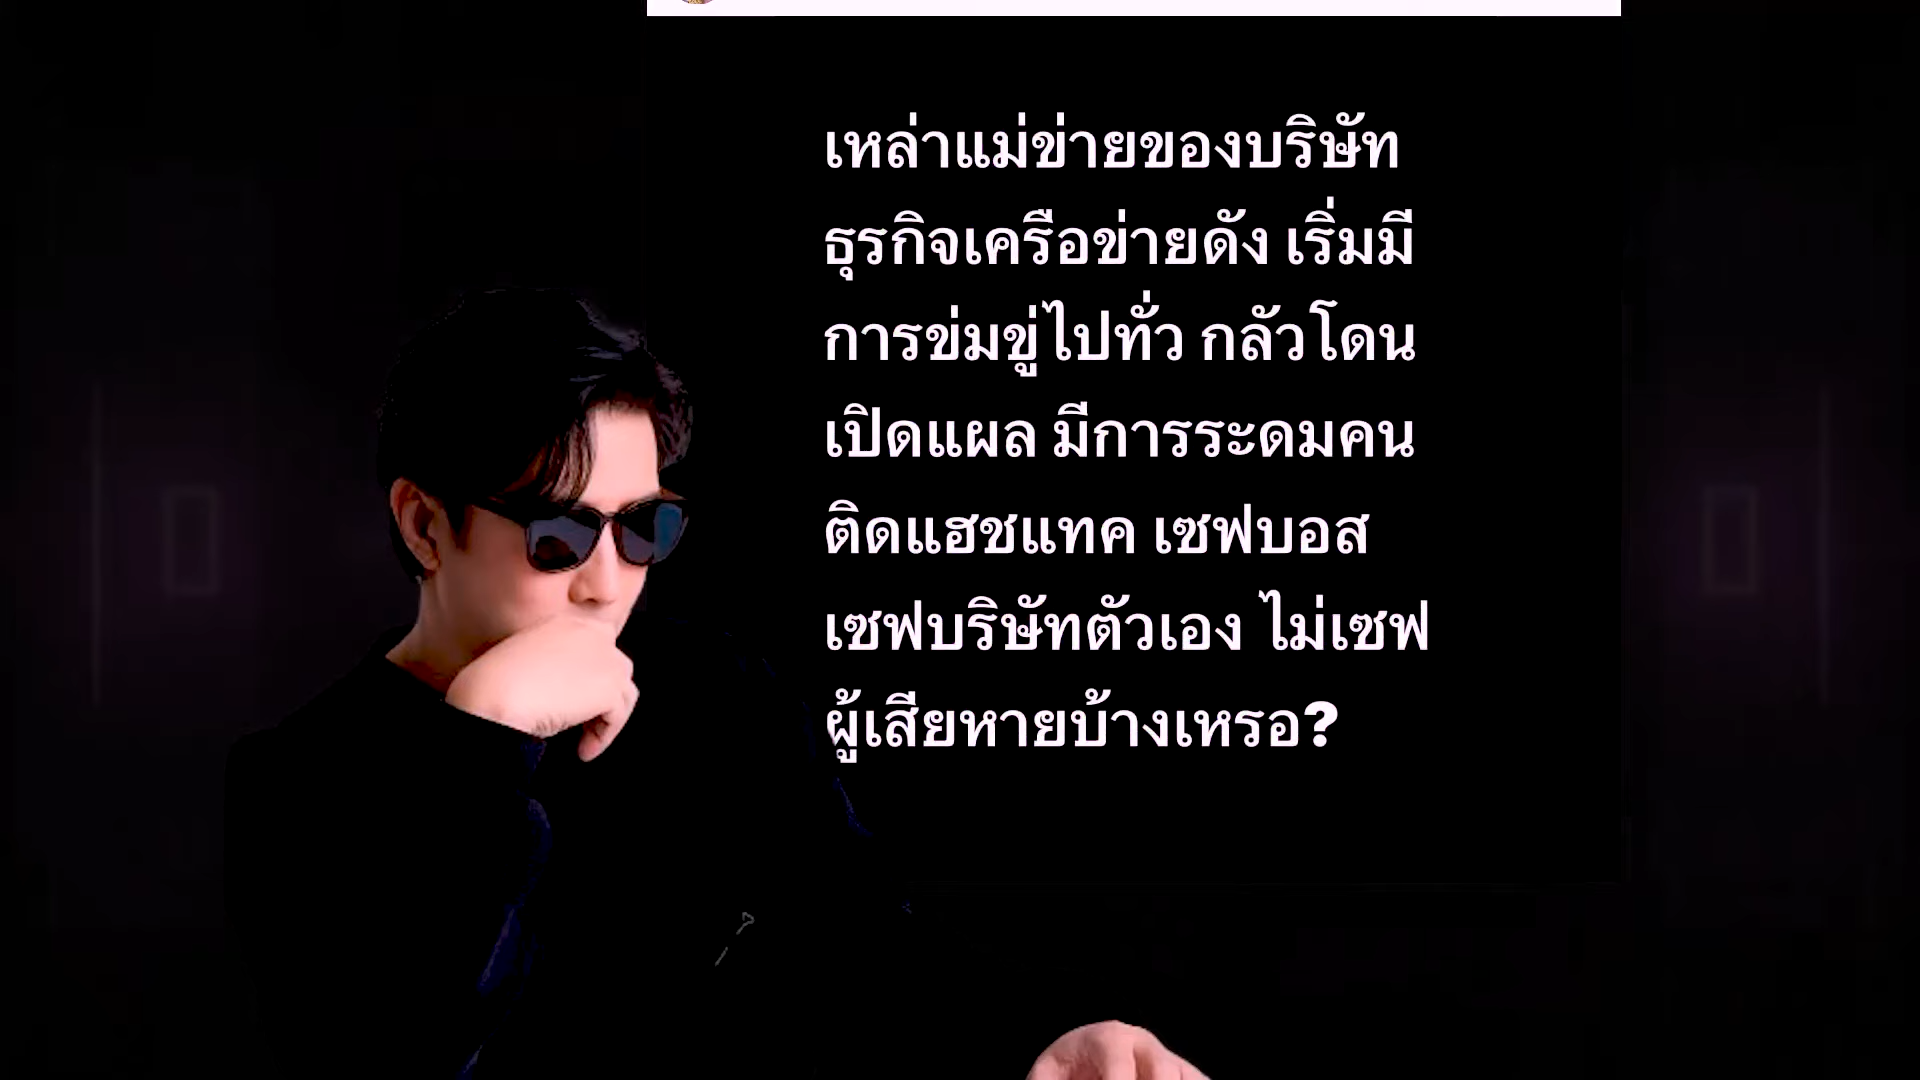 เหล่าแม่ข่ายของบริษัท
ธุรกิจเครือข่ายดัง เริ่มมี
การข่มขู่ไปทั่ว กลัวโดน
เปิดแผล มีการระดมคน
ติดแฮชแทค เซฟบอส
เซฟบริษัทตัวเอง ไม่เซฟ
ผู้เสียหายบ้างเหรอ?